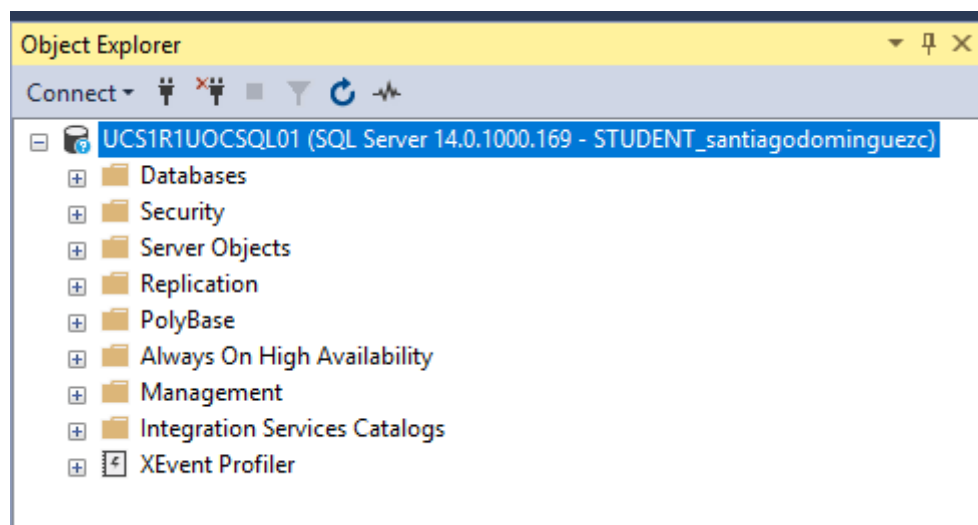 Object Explorer
Connect
UCS1R1UOCSQL01 (SQL Server 14.0.1000.169 - STUDENT_santiagodominguezc)
Databases
Security
Server Objects
Replication
PolyBase
Always On High Availability
Management
Integration Services Catalogs
XEvent Profiler